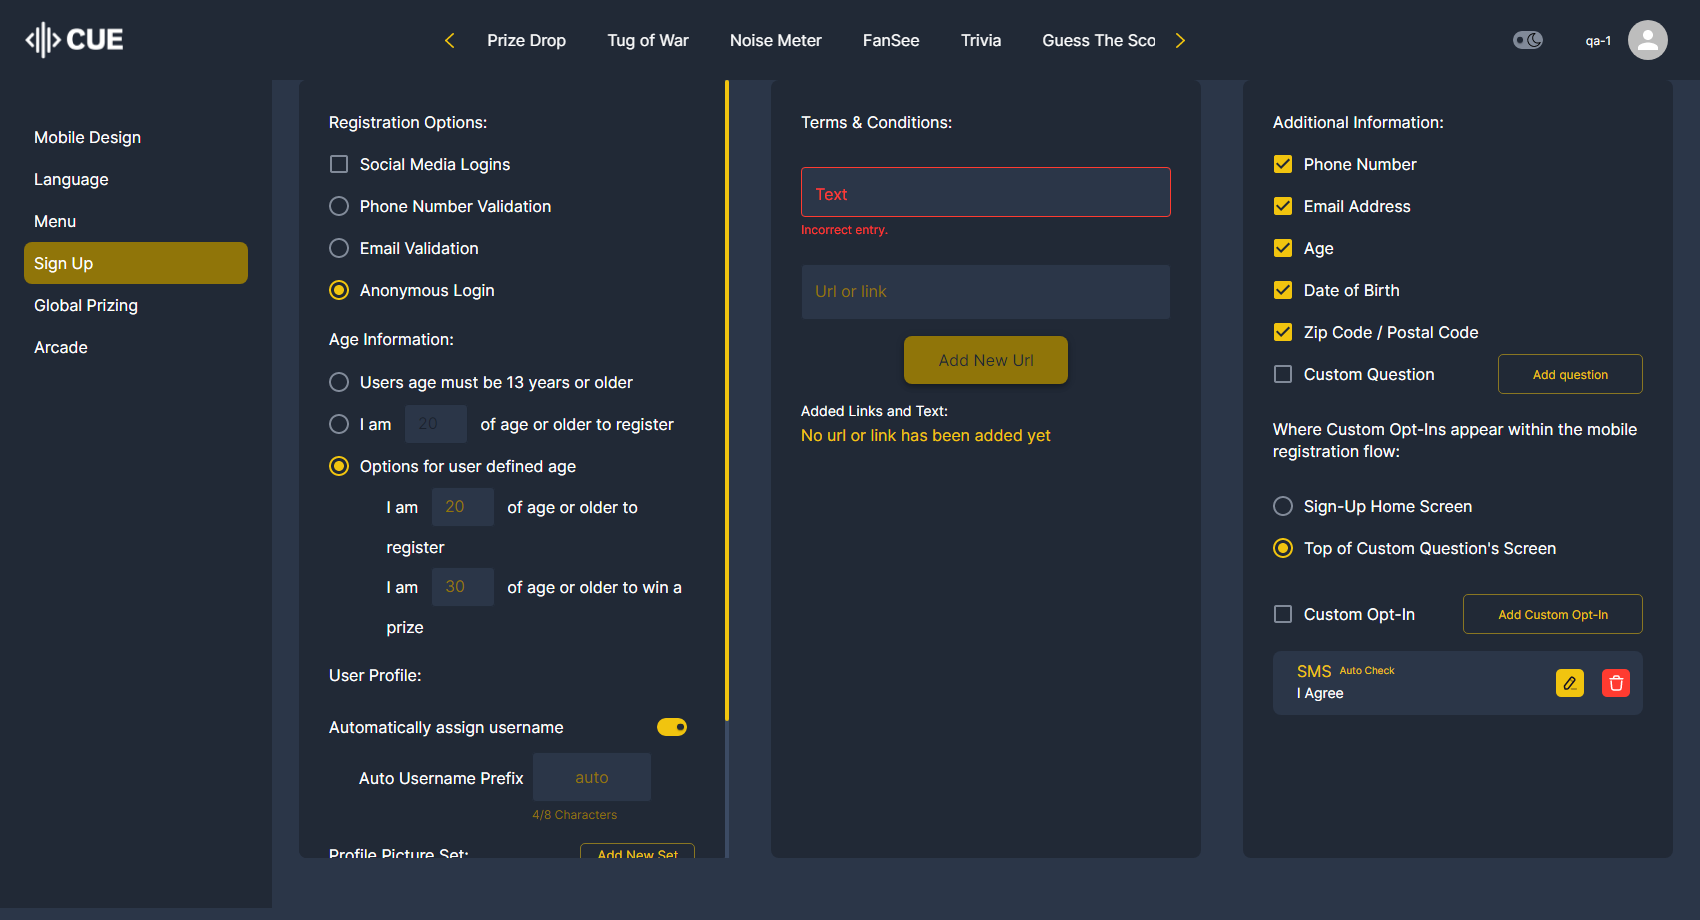 CUE
Prize Drop
Tug of War
Noise Meter
FanSee
Trivia
Guess The Sco
qa-1
Mobile Design
Language
Menu
Sign Up
Global Prizing
Arcade
Registration Options:
Social Media Logins
Phone Number Validation
Email Validation
Anonymous Login
Age Information:
Users age must be 13 years or older
I am 20 of age or older to register
Options for user defined age
I am 20 of age or older to
register
I am 30 of age or older to win a
prize
User Profile:
Automatically assign username
Auto Username Prefix auto
4/8 Characters
Profile Picture Set:
Add New Set
Terms & Conditions:
Text
Incorrect entry.
Url or link
Add New Url
Added Links and Text:
No url or link has been added yet
Additional Information:
Phone Number
Email Address
Age
Date of Birth
Zip Code / Postal Code
Custom Question
Add question
Where Custom Opt-Ins appear within the mobile
registration flow:
Sign-Up Home Screen
Top of Custom Question's Screen
Custom Opt-In
Add Custom Opt-In
SMS Auto Check
I Agree